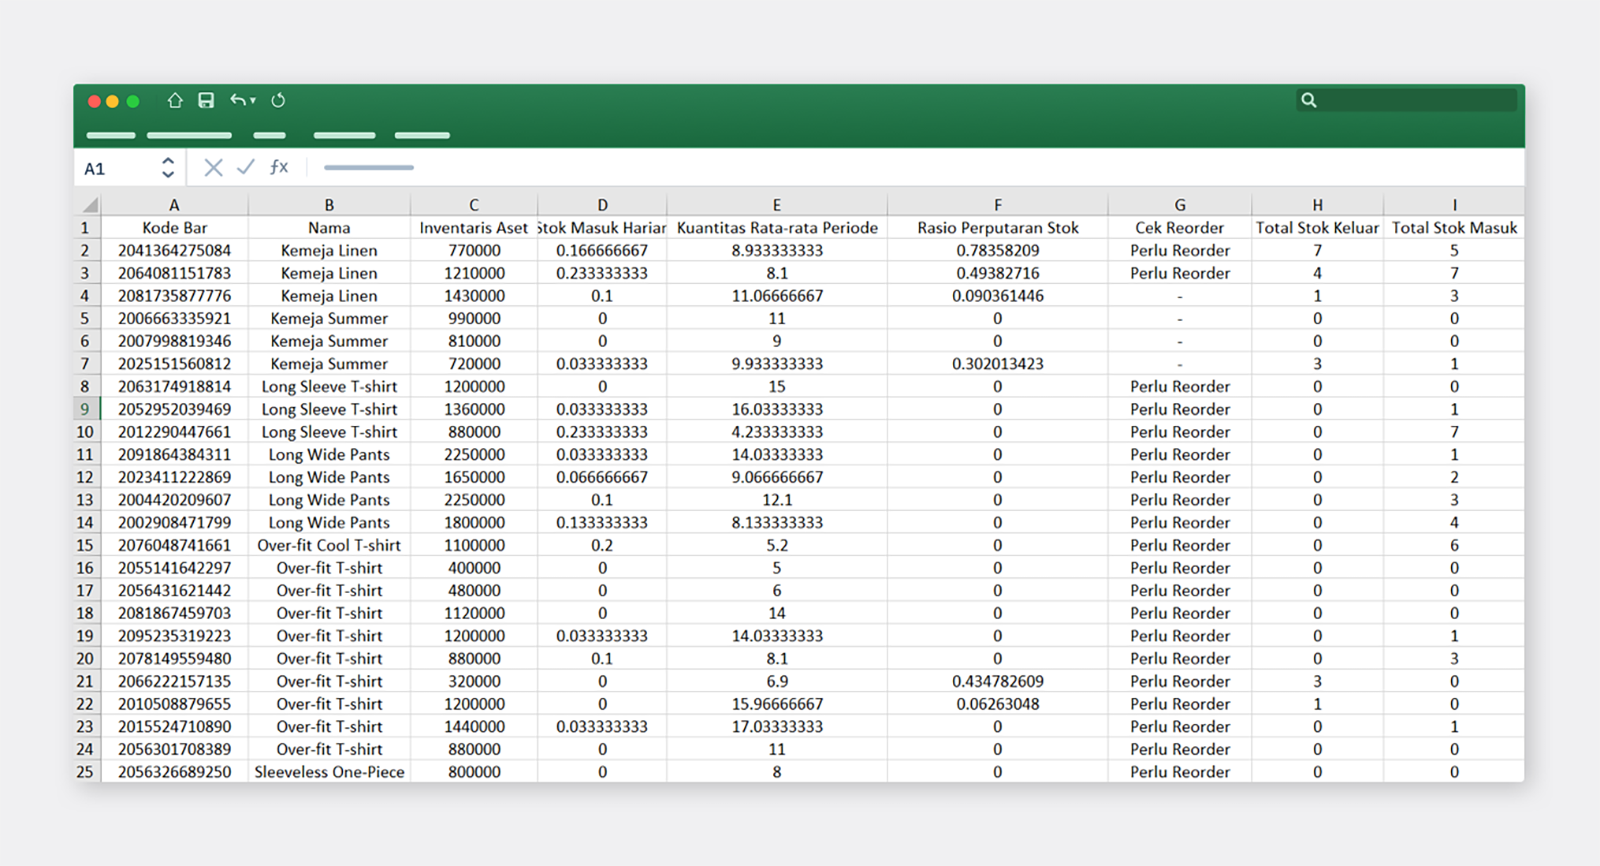 A1 fx
A B C D E F G H I
1 Kode Bar Nama Inventaris Aset Stok Masuk Harian Kuantitas Rata-rata Periode Rasio Perputaran Stok Cek Reorder Total Stok Keluar Total Stok Masuk
2 2041364275084 Kemeja Linen 770000 0.166666667 8.933333333 0.78358209 Perlu Reorder 7 5
3 2064081151783 Kemeja Linen 1210000 0.233333333 8.1 0.49382716 Perlu Reorder 4 7
4 2081735877776 Kemeja Linen 1430000 0.1 11.06666667 0.090361446 - 1 3
5 2006663335921 Kemeja Summer 990000 0 11 0 - 0 0
6 2007998819346 Kemeja Summer 810000 0 9 0 - 0 0
7 2025151560812 Kemeja Summer 720000 0.033333333 9.933333333 0.302013423 - 3 1
8 2063174918814 Long Sleeve T-shirt 1200000 0 15 0 Perlu Reorder 0 0
9 2052952039469 Long Sleeve T-shirt 1360000 0.033333333 16.03333333 0 Perlu Reorder 0 1
10 2012290447661 Long Sleeve T-shirt 880000 0.233333333 4.233333333 0 Perlu Reorder 0 7
11 2091864384311 Long Wide Pants 2250000 0.033333333 14.03333333 0 Perlu Reorder 0 1
12 2023411222869 Long Wide Pants 1650000 0.066666667 9.066666667 0 Perlu Reorder 0 2
13 2004420209607 Long Wide Pants 2250000 0.1 12.1 0 Perlu Reorder 0 3
14 2002908471799 Long Wide Pants 1800000 0.133333333 8.133333333 0 Perlu Reorder 0 4
15 2076048741661 Over-fit Cool T-shirt 1100000 0.2 5.2 0 Perlu Reorder 0 6
16 2055141642297 Over-fit T-shirt 400000 0 5 0 Perlu Reorder 0 0
17 2056431621442 Over-fit T-shirt 480000 0 6 0 Perlu Reorder 0 0
18 2081867459703 Over-fit T-shirt 1120000 0 14 0 Perlu Reorder 0 0
19 2095235319223 Over-fit T-shirt 1200000 0.033333333 14.03333333 0 Perlu Reorder 0 1
20 2078149559480 Over-fit T-shirt 880000 0.1 8.1 0 Perlu Reorder 0 3
21 2066222157135 Over-fit T-shirt 320000 0 6.9 0.434782609 Perlu Reorder 3 0
22 2010508879655 Over-fit T-shirt 1200000 0 15.96666667 0.06263048 Perlu Reorder 1 0
23 2015524710890 Over-fit T-shirt 1440000 0.033333333 17.03333333 0 Perlu Reorder 0 1
24 2056301708389 Over-fit T-shirt 880000 0 11 0 Perlu Reorder 0 0
25 2056326689250 Sleeveless One-Piece 800000 0 8 0 Perlu Reorder 0 0